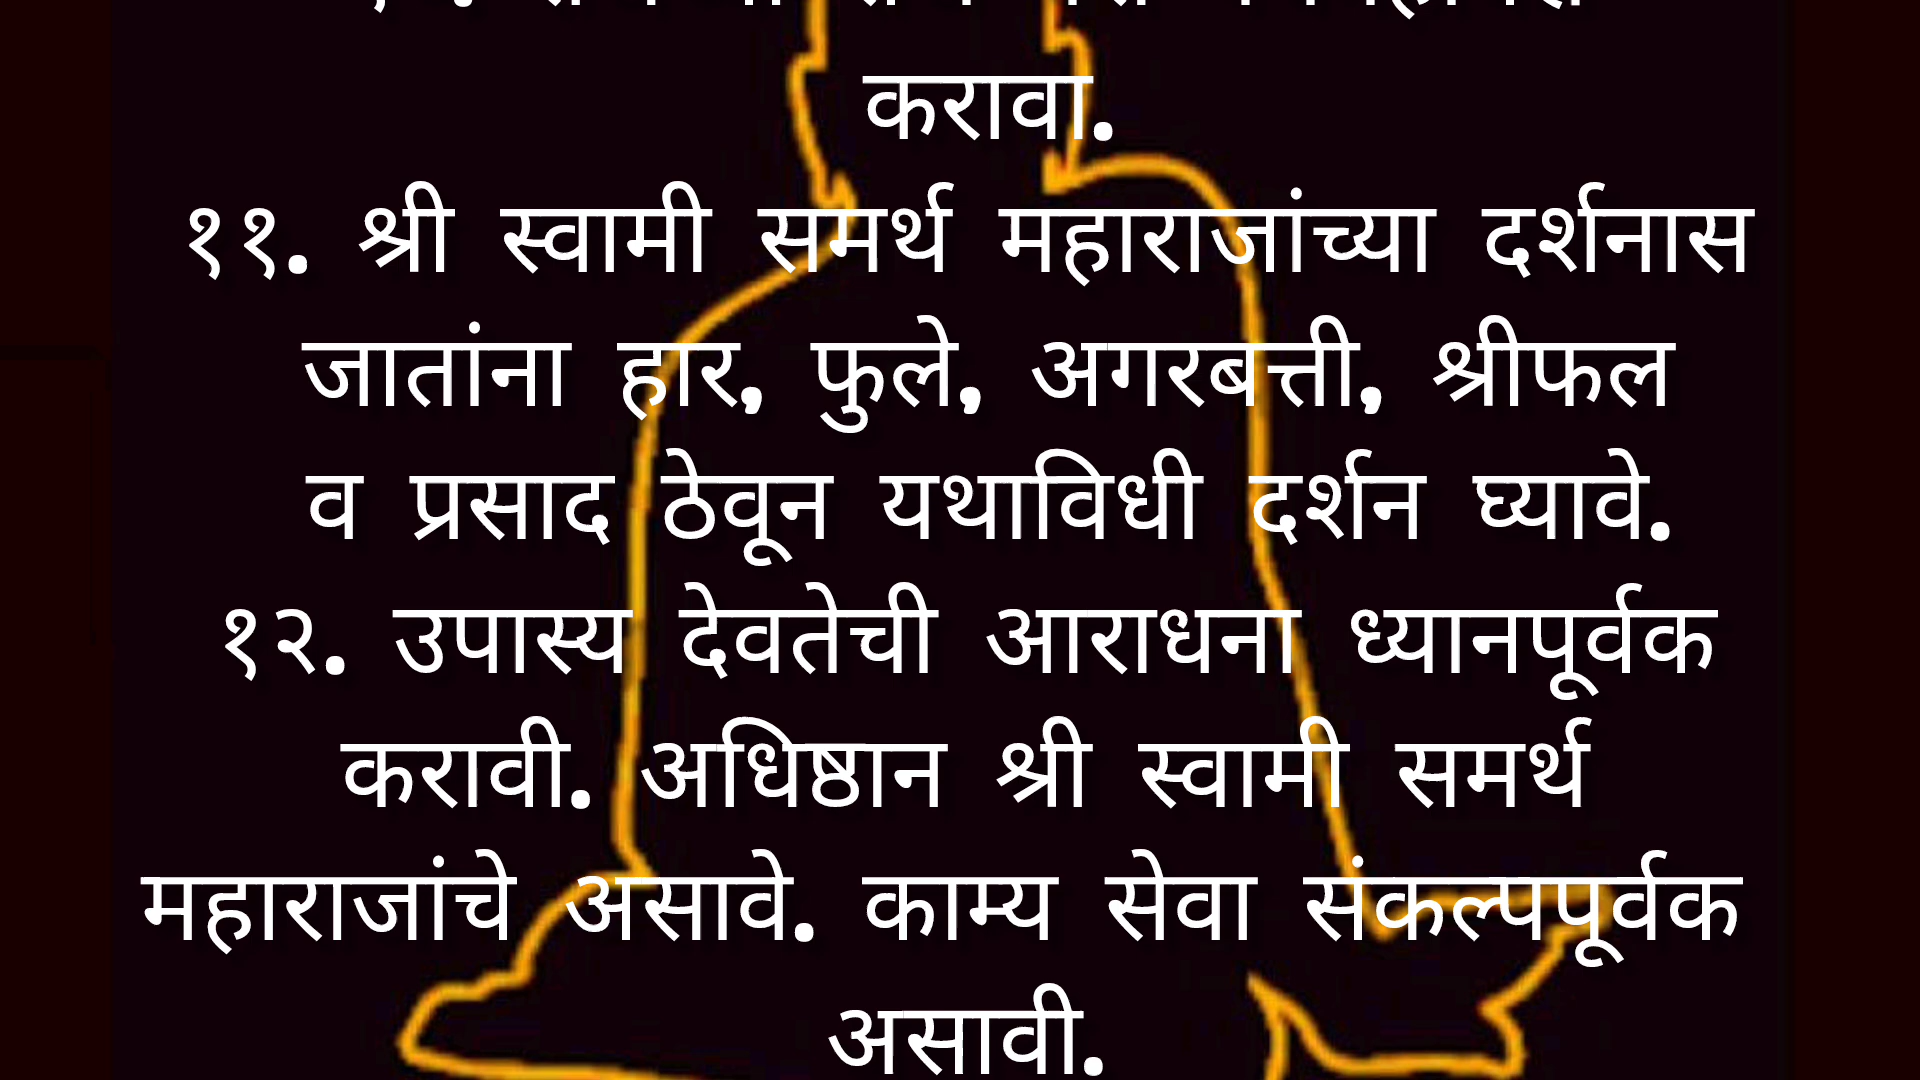 करावा.
११. श्री स्वामी समर्थ महाराजांच्या दर्शनास
जातांना हार, फुले, अगरबत्ती, श्रीफल
व प्रसाद ठेवून यथाविधी दर्शन घ्यावे.
१२. उपास्य देवतेची आराधना ध्यानपूर्वक
करावी. अधिष्ठान श्री स्वामी समर्थ
महाराजांचे असावे. काम्य सेवा संकल्पपूर्वक
असावी.